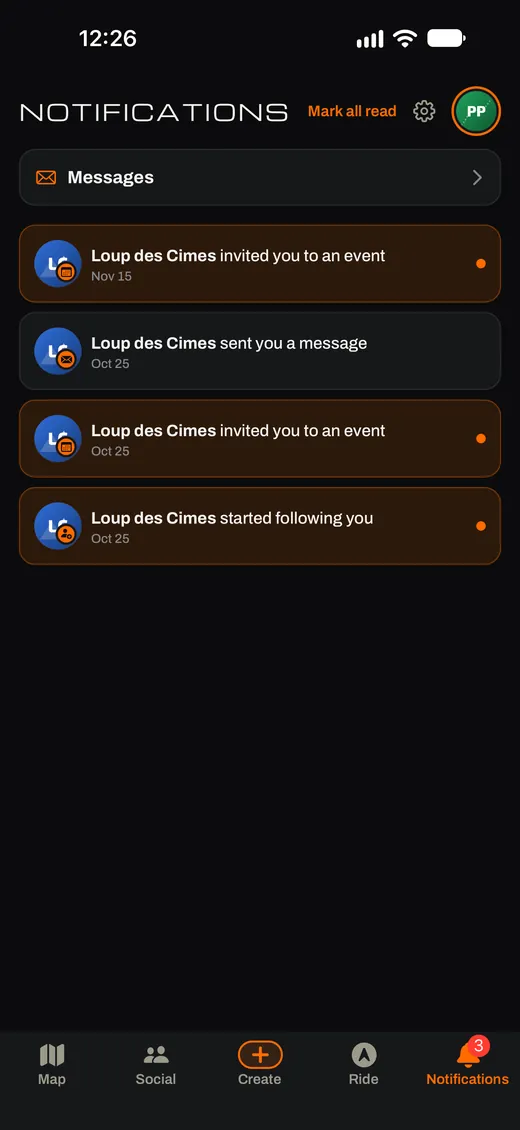 12:26
NOTIFICATIONS Mark all read PP
Messages
Loup des Cimes invited you to an event
Nov 15
Loup des Cimes sent you a message
Oct 25
Loup des Cimes invited you to an event
Oct 25
Loup des Cimes started following you
Oct 25
3
Map Social Create Ride Notifications